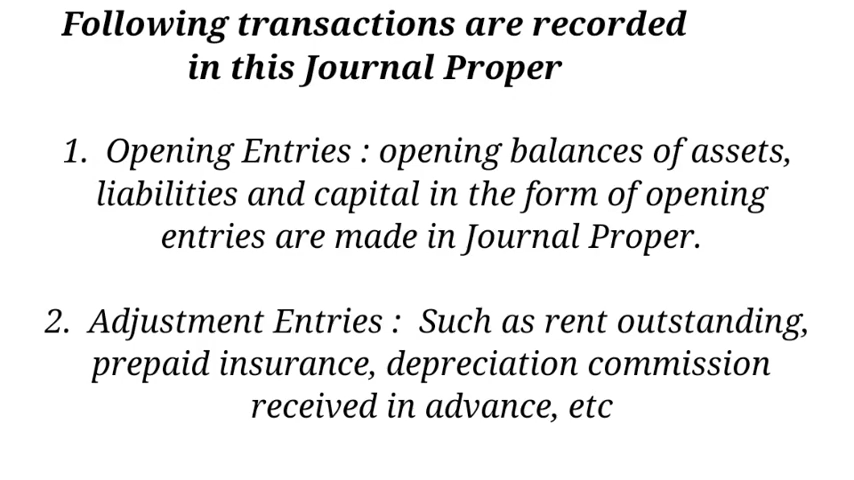 Following transactions are recorded
in this Journal Proper
1. Opening Entries : opening balances of assets,
liabilities and capital in the form of opening
entries are made in Journal Proper.
2. Adjustment Entries : Such as rent outstanding,
prepaid insurance, depreciation commission
received in advance, etc